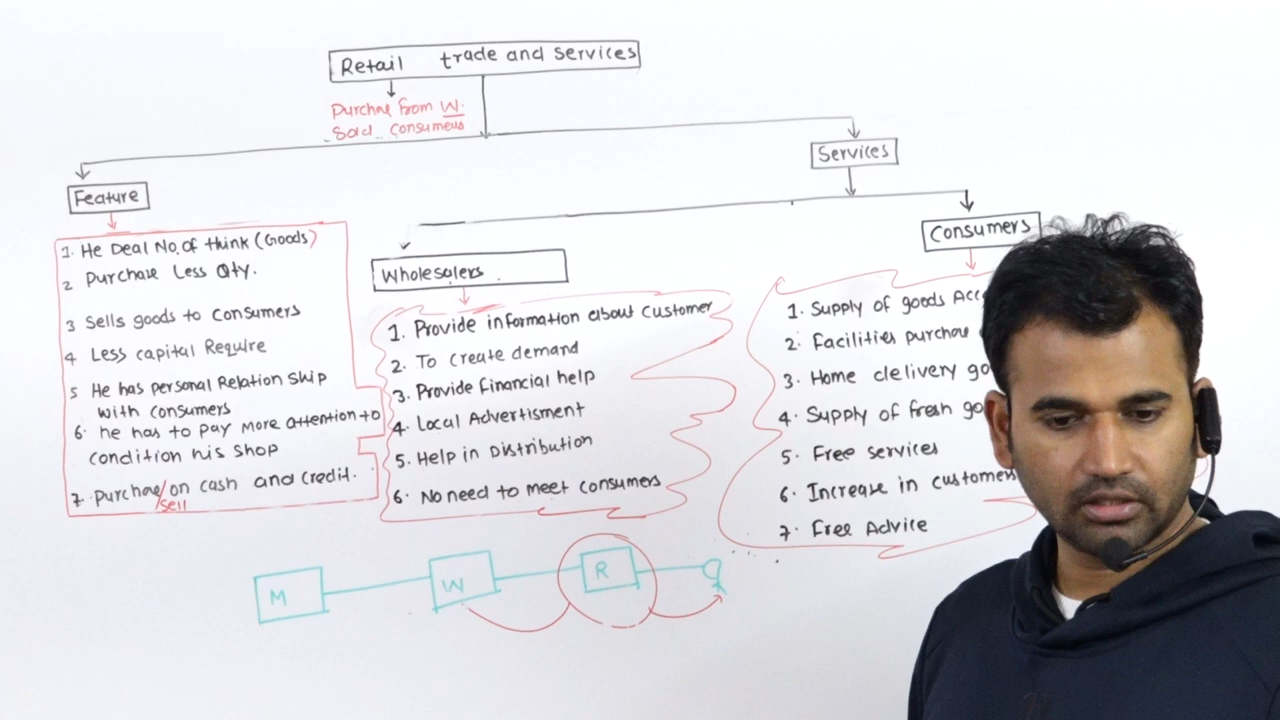 Retail trade and services
Purchae from W.
Sold consumers
Services
Feature
Consumers
Wholesalers
1. He Deal No. of think (Goods)
2 Purchase Less Qty.
3 Sells goods to consumers
4 Less capital Require
5 He has personal Relation ship
with consumers
6. he has to pay more attention to
condition his shop
7. purchase/on cash and credit.
sell
1. Provide information about customer
2. To create demand
3. Provide financial help
4. Local Advertisment
5. Help in Distribution
6. No need to meet consumers
1. Supply of goods
2. Facilities purchase
3. Home delivery
4. Supply of fresh
5. Free services
6. Increase in customers
7. Free Advice
M
W
R